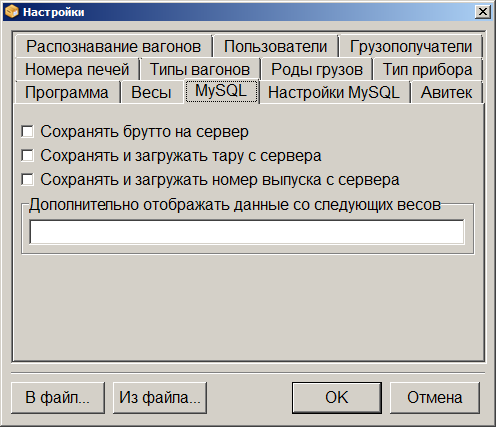 Настройки
Распознавание вагонов Пользователи Грузополучатели
Номера печей Типы вагонов Роды грузов Тип прибора
Программа Весы MySQL Настройки MySQL Авитек
Сохранять брутто на сервер
Сохранять и загружать тару с сервера
Сохранять и загружать номер выпуска с сервера
Дополнительно отображать данные со следующих весов
В файл... Из файла... OK Отмена